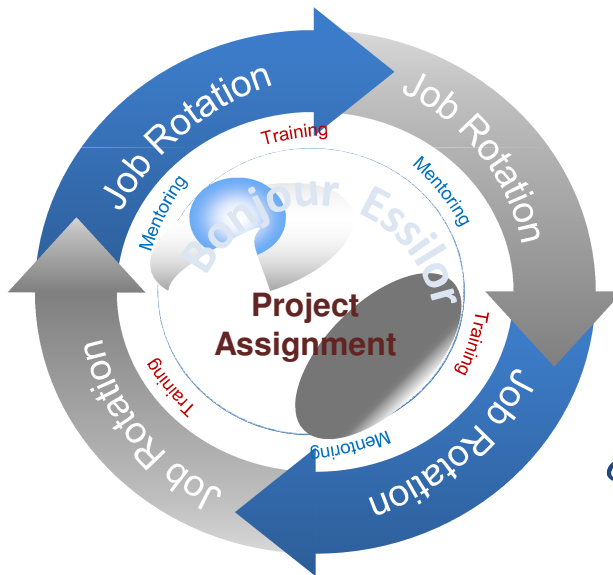 Job Rotation
Job Rotation
Training
Mentoring
Mentoring
Bonjour Essilor
Project
Assignment
Training
Training
Job Rotation
Job Rotation
Mentoring